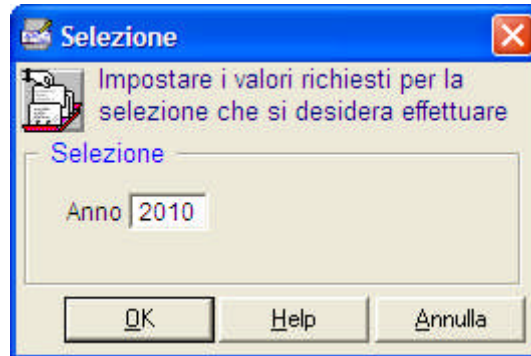 Selezione
Impostare i valori richiesti per la
selezione che si desidera effettuare
Selezione
Anno 2010
OK Help Annulla